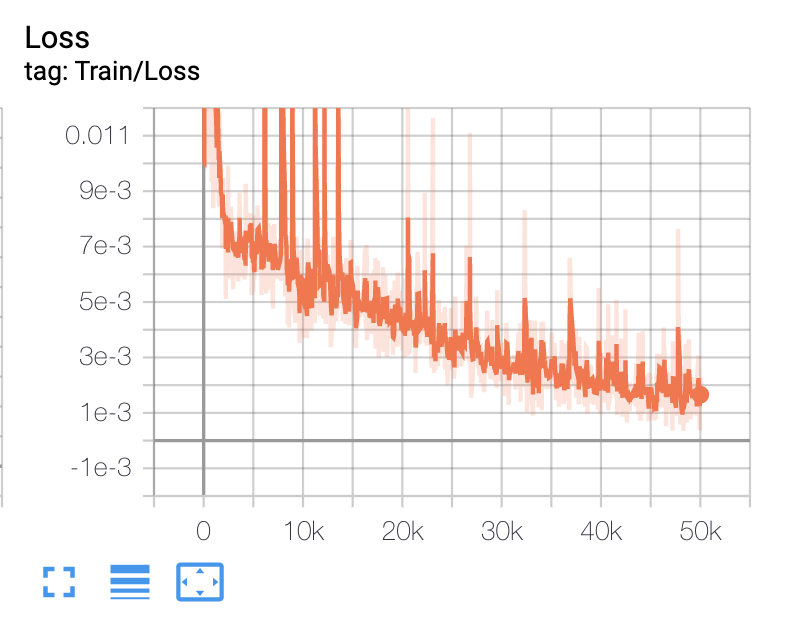 Loss
tag: Train/Loss
0.011
9e-3
7e-3
5e-3
3e-3
1e-3
-1e-3
0 10k 20k 30k 40k 50k